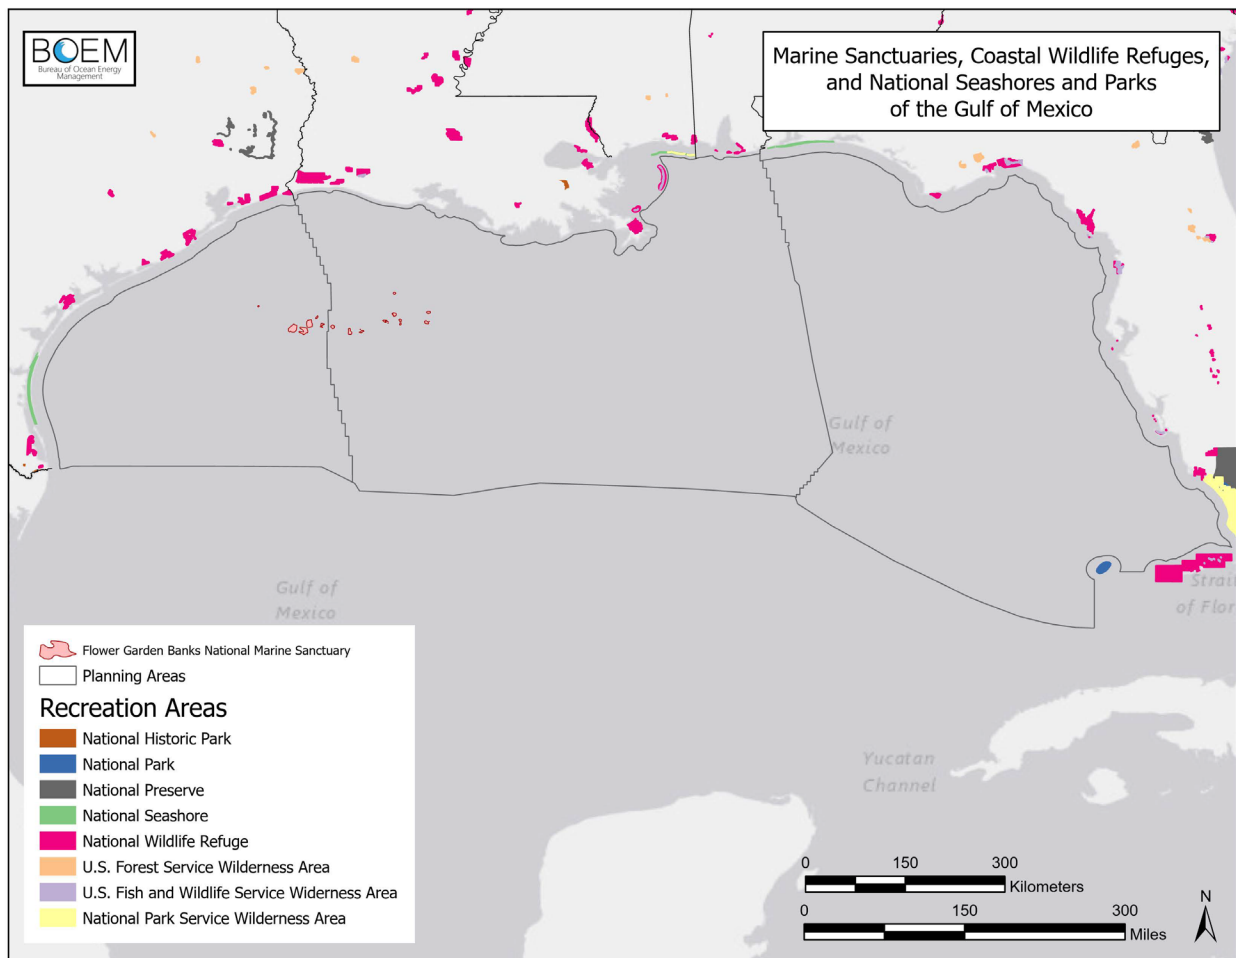 BOEM
Bureau of Ocean Energy
Management
Marine Sanctuaries, Coastal Wildlife Refuges,
and National Seashores and Parks
of the Gulf of Mexico
Gulf of
Mexico
Gulf of
Mexico
Strait
of Flor
Yucatan
Channel
Flower Garden Banks National Marine Sanctuary
Planning Areas
Recreation Areas
National Historic Park
National Park
National Preserve
National Seashore
National Wildlife Refuge
U.S. Forest Service Wilderness Area
U.S. Fish and Wildlife Service Widerness Area
National Park Service Wilderness Area
0 150 300
Kilometers
0 150 300
Miles
N